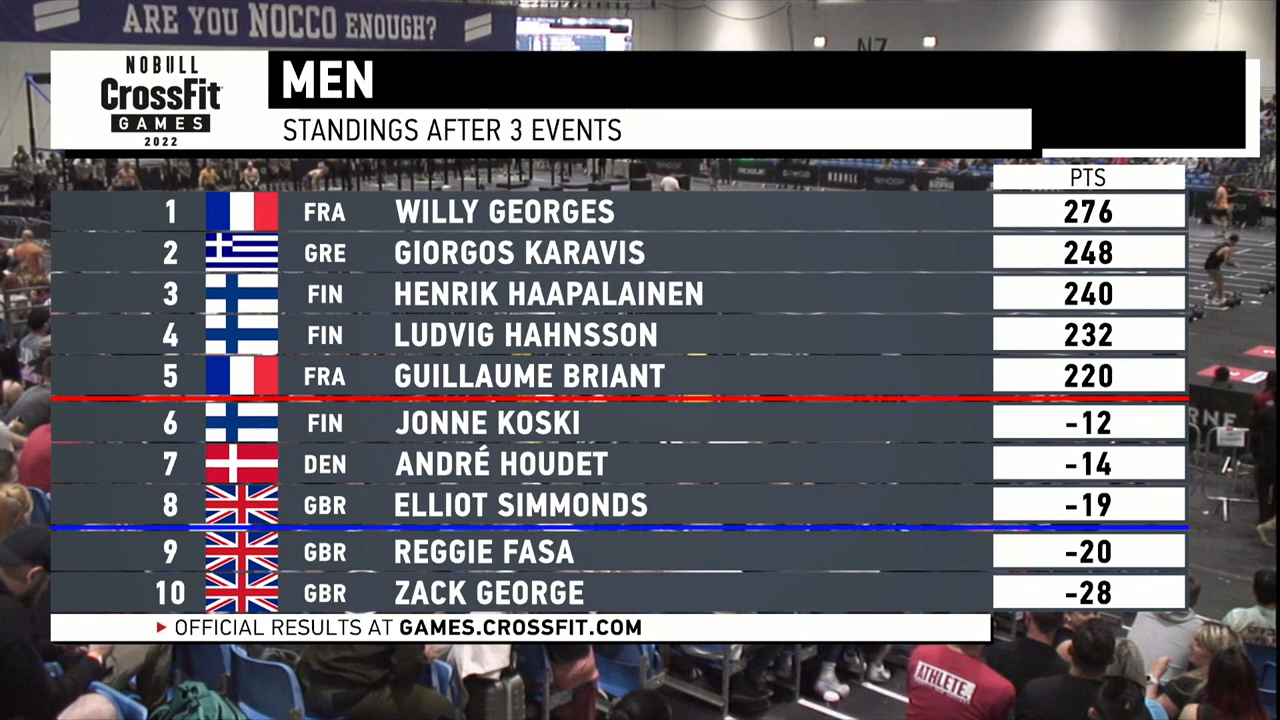 ARE YOU NOCCO ENOUGH?
NZ
NOBULL
CrossFit
GAMES
2022
MEN
STANDINGS AFTER 3 EVENTS
PTS
1 FRA WILLY GEORGES 276
2 GRE GIORGOS KARAVIS 248
3 FIN HENRIK HAAPALAINEN 240
4 FIN LUDVIG HAHNSSON 232
5 FRA GUILLAUME BRIANT 220
6 FIN JONNE KOSKI -12
7 DEN ANDRÉ HOUDET -14
8 GBR ELLIOT SIMMONDS -19
9 GBR REGGIE FASA -20
10 GBR ZACK GEORGE -28
OFFICIAL RESULTS AT GAMES.CROSSFIT.COM
ATHLETE.